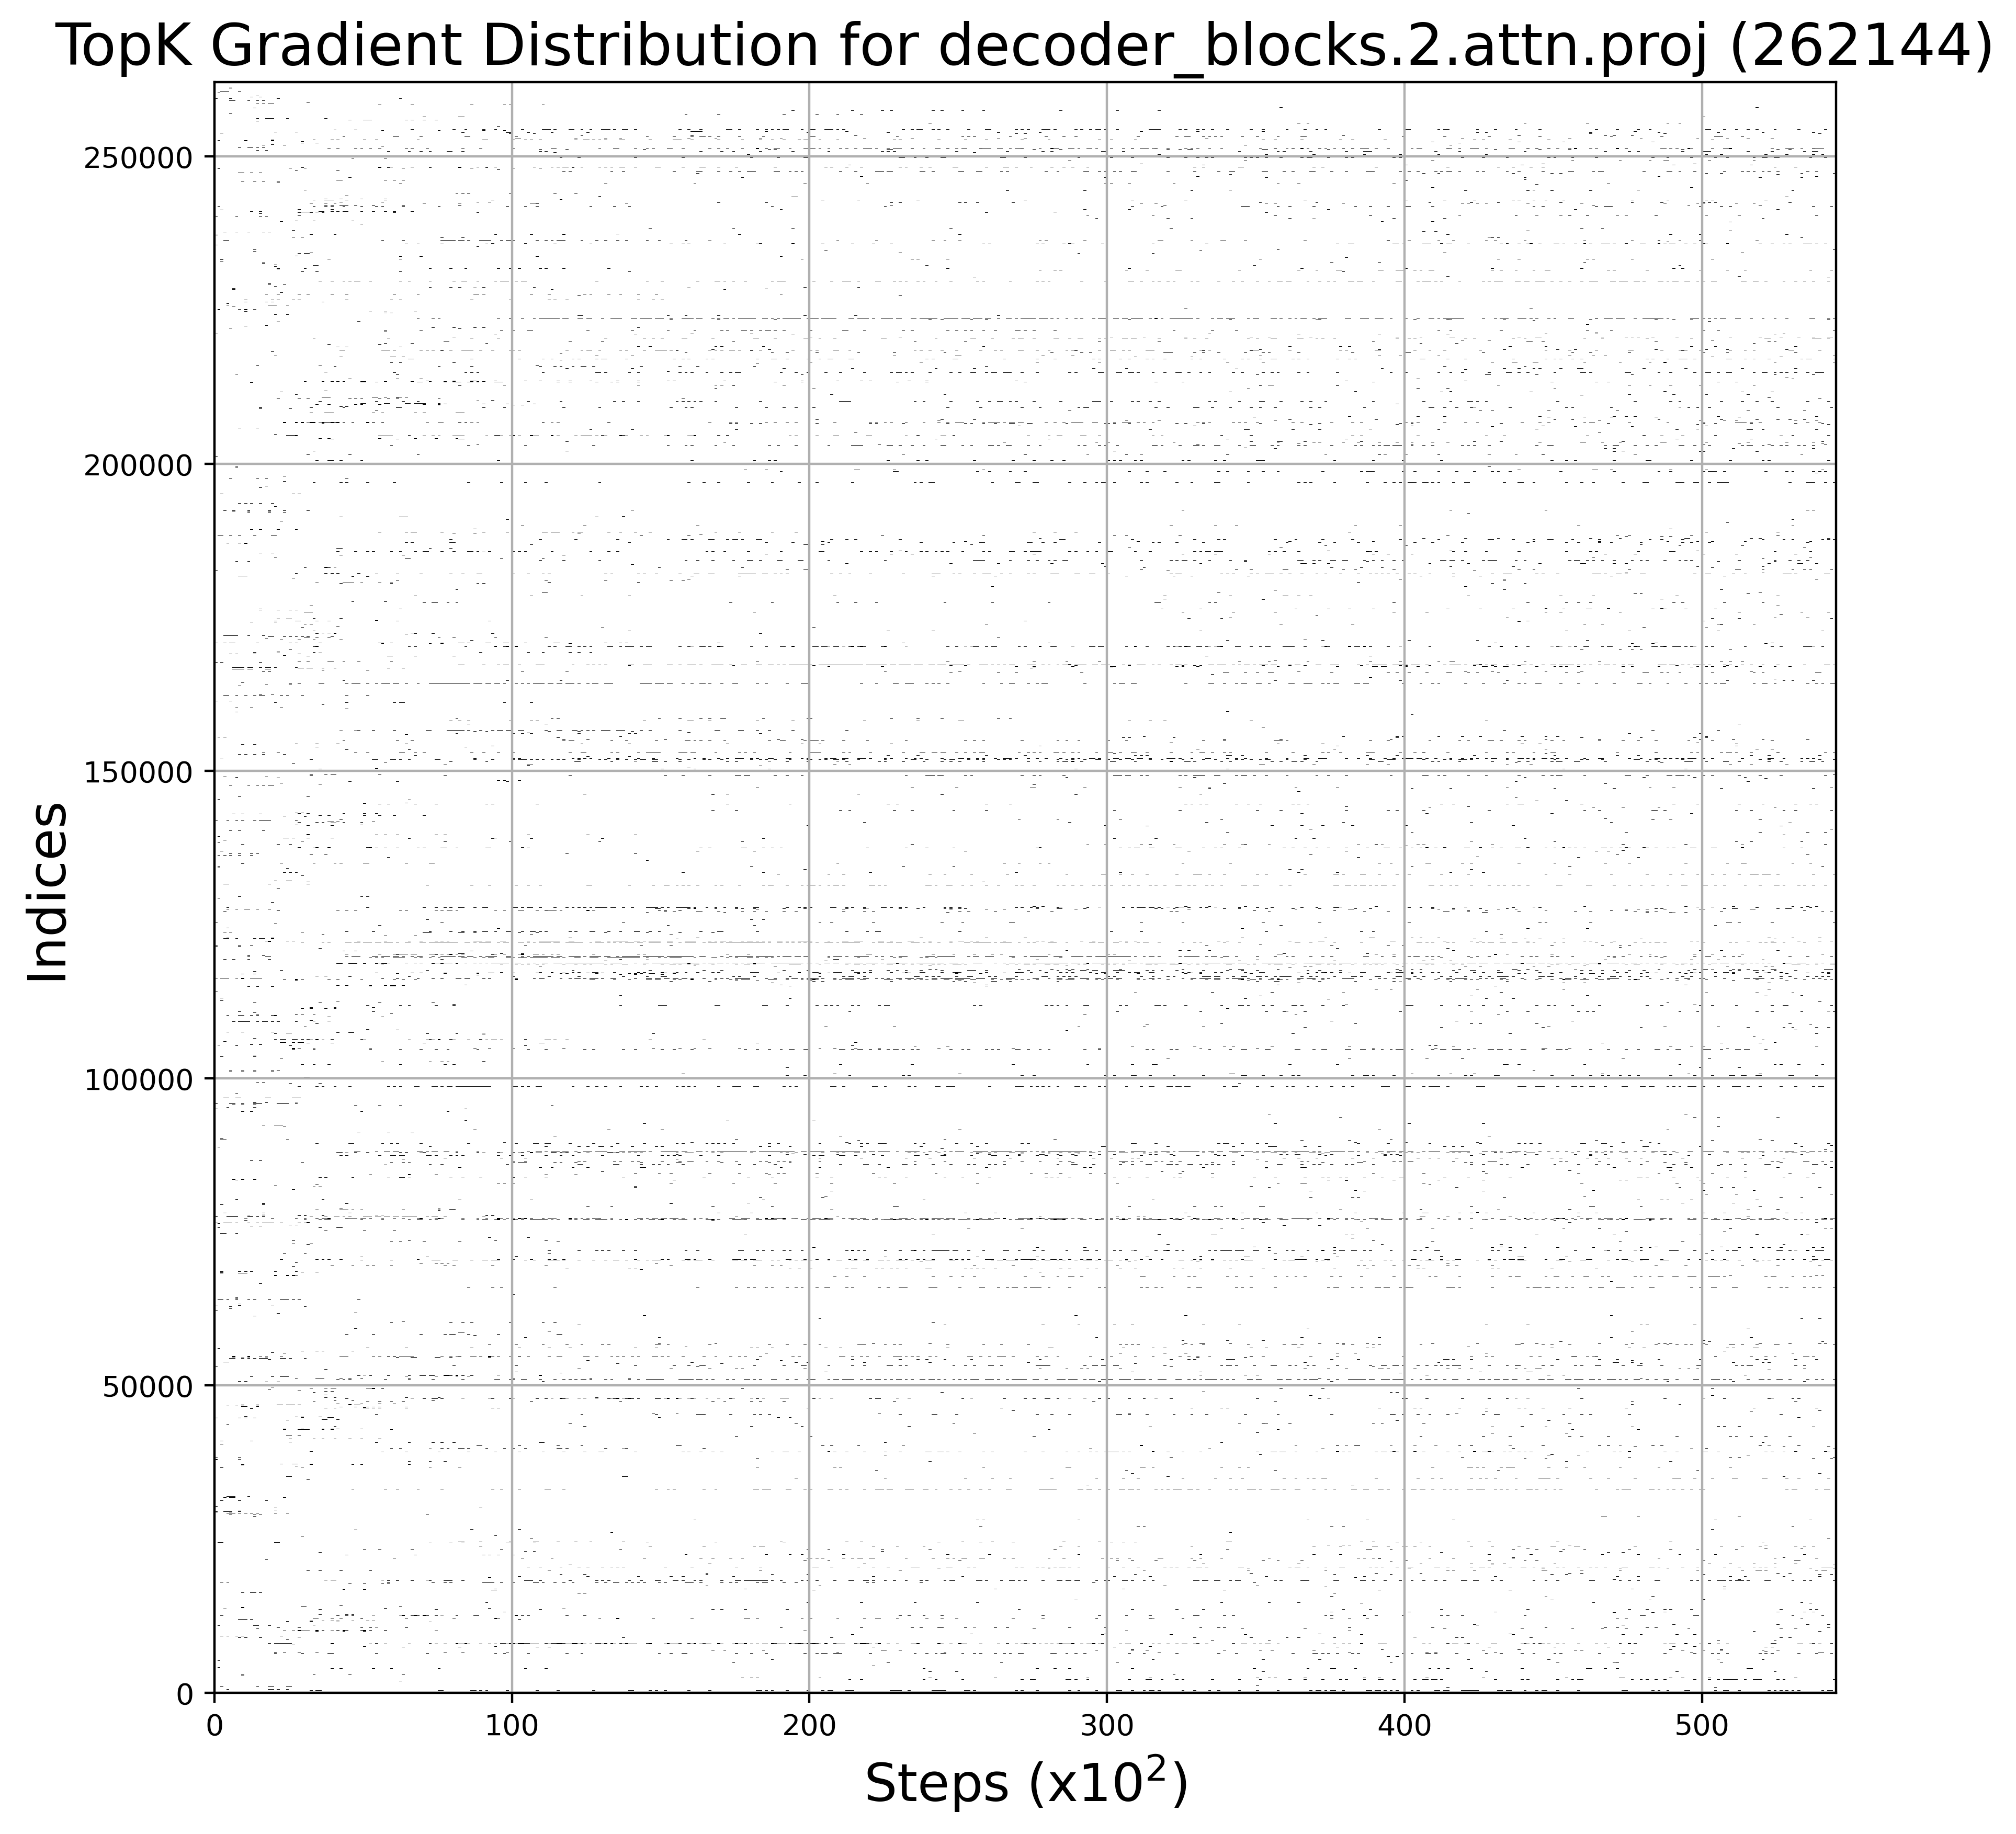 TopK Gradient Distribution for decoder_blocks.2.attn.proj (262144)
250000
200000
150000
100000
50000
0
Indices
0 100 200 300 400 500
Steps (x10²)